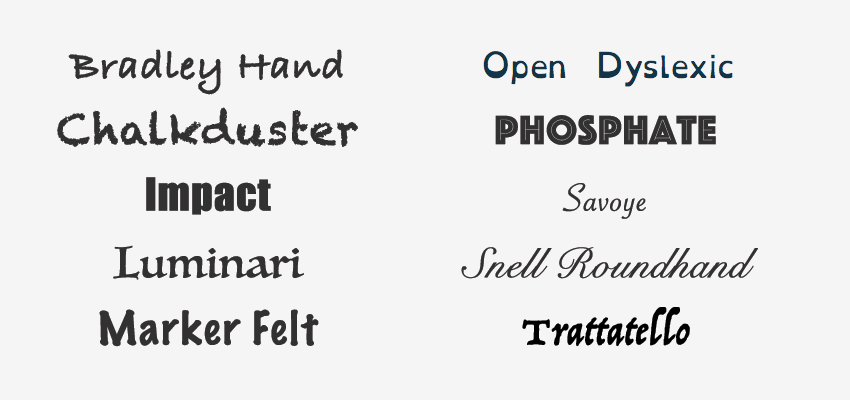 Bradley Hand
Chalkduster
Impact
Luminari
Marker Felt
Open Dyslexic
PHOSPHATE
Savoye
Snell Roundhand
Trattatello